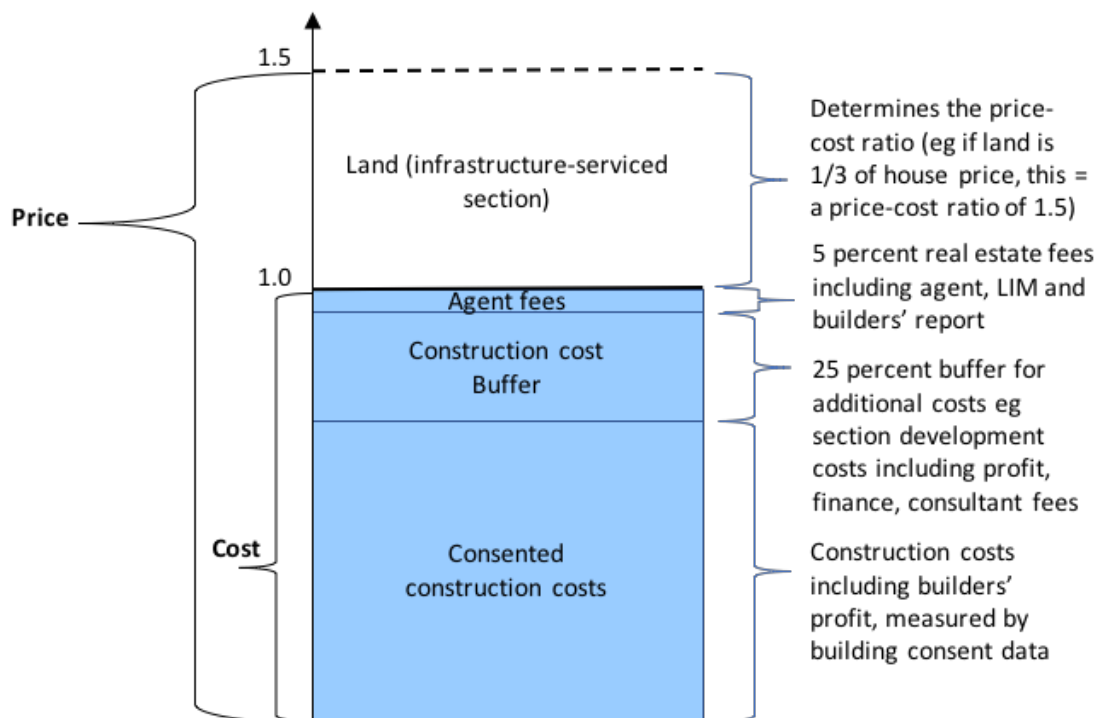 1.5
Land (infrastructure-serviced
section)
Determines the price-
cost ratio (eg if land is
1/3 of house price, this =
a price-cost ratio of 1.5)
Price
1.0
Agent fees
5 percent real estate fees
including agent, LIM and
builders’ report
Construction cost
Buffer
25 percent buffer for
additional costs eg
section development
costs including profit,
finance, consultant fees
Cost
Consented
construction costs
Construction costs
including builders’
profit, measured by
building consent data